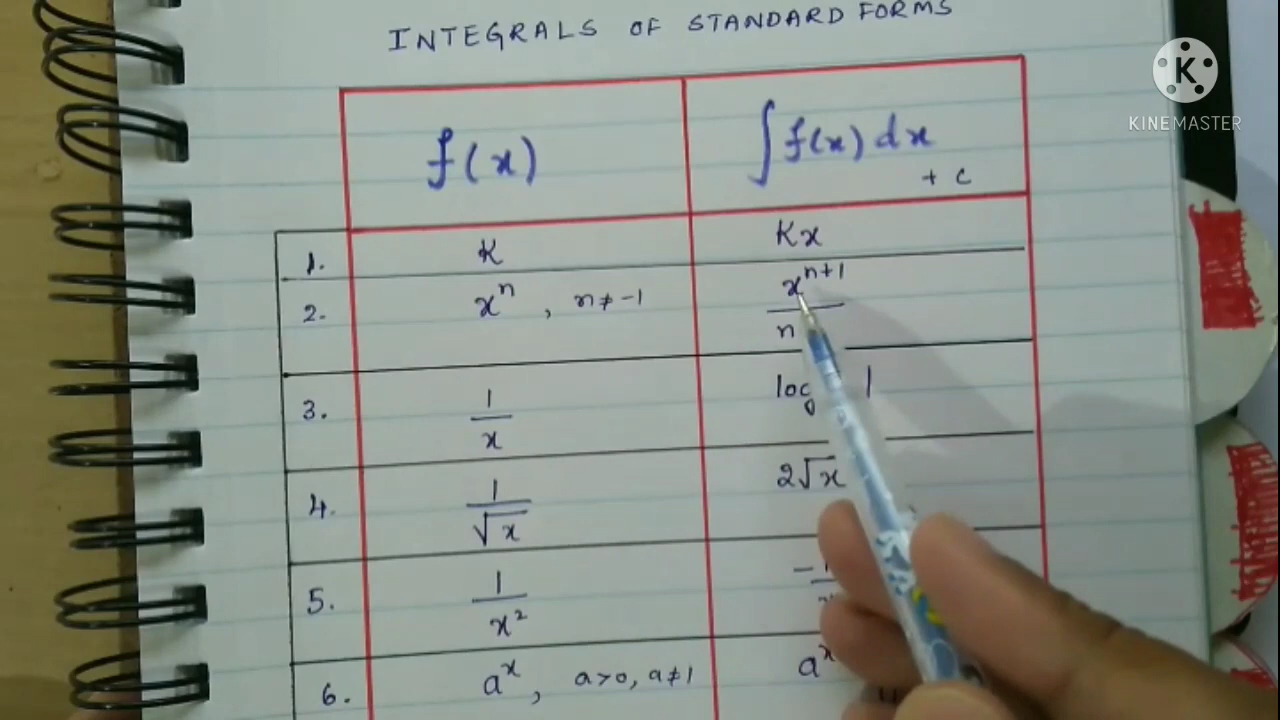 INTEGRALS OF STANDARD FORMS
K
KINEMASTER
f(x) ∫f(x) dx
+ c
1. K Kx
2. xⁿ, n ≠ -1 xⁿ⁺¹
n
3. 1/x log |
4. 1/√x 2√x
5. 1/x² -
6. aˣ, a>0, a≠1 aˣ